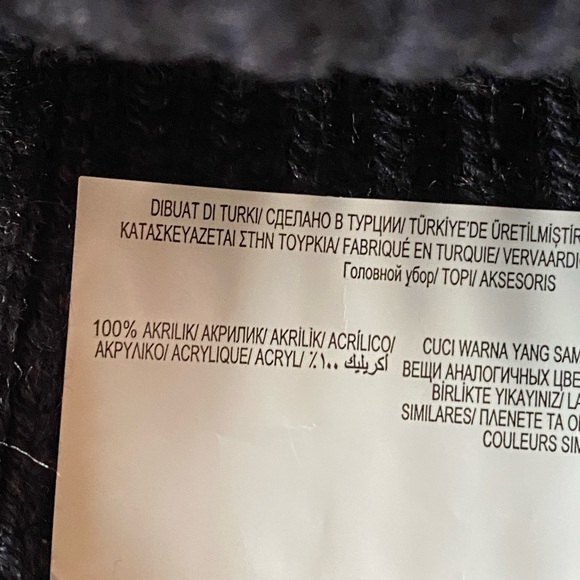 DIBUAT DI TURKI/ СДЕЛАНО В ТУРЦИИ/ TÜRKİYE'DE ÜRETİLMİŞTİR
ΚΑΤΑΣΚΕΥΑΖΕΤΑΙ ΣΤΗΝ ΤΟΥΡΚΙΑ/ FABRIQUÉ EN TURQUIE/ VERVAARDI
Головной убор/ TOPI/ AKSESORIS
100% AKRILIK/ АКРИЛИК/ AKRİLİK/ ACRÍLICO/
ΑΚΡΥΛΙΚΟ/ ACRYLIQUE/ ACRYL/ أكريليك ٪١٠٠
CUCI WARNA YANG SAM
ВЕЩИ АНАЛОГИЧНЫХ ЦВЕ
BİRLİKTE YIKAYINIZ/ LA
SIMILARES/ ΠΛΕΝΕΤΕ ΤΑ ΟΜ
COULEURS SIM